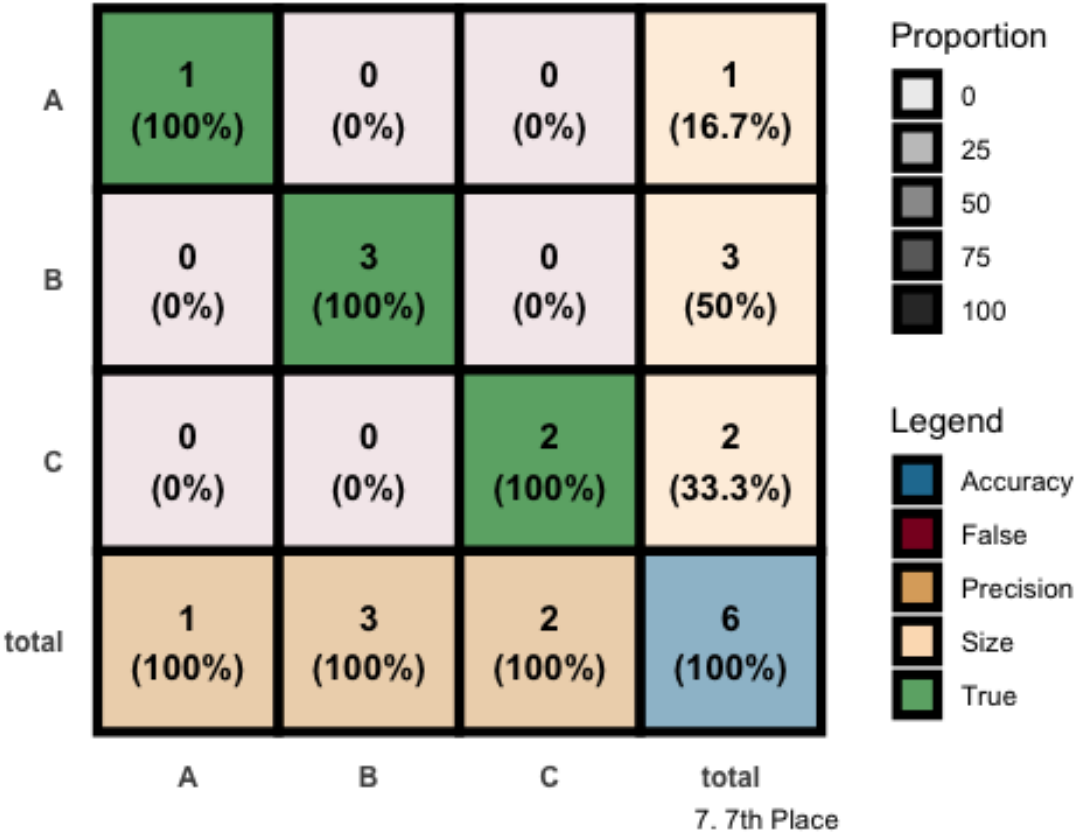 A
1
(100%)
0
(0%)
0
(0%)
1
(16.7%)
B
0
(0%)
3
(100%)
0
(0%)
3
(50%)
C
0
(0%)
0
(0%)
2
(100%)
2
(33.3%)
total
1
(100%)
3
(100%)
2
(100%)
6
(100%)
A
B
C
total
7. 7th Place
Proportion
0
25
50
75
100
Legend
Accuracy
False
Precision
Size
True